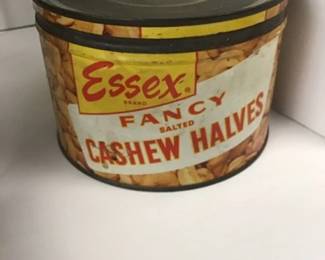 Essex®
BRAND
FANCY
SALTED
CASHEW HALVES